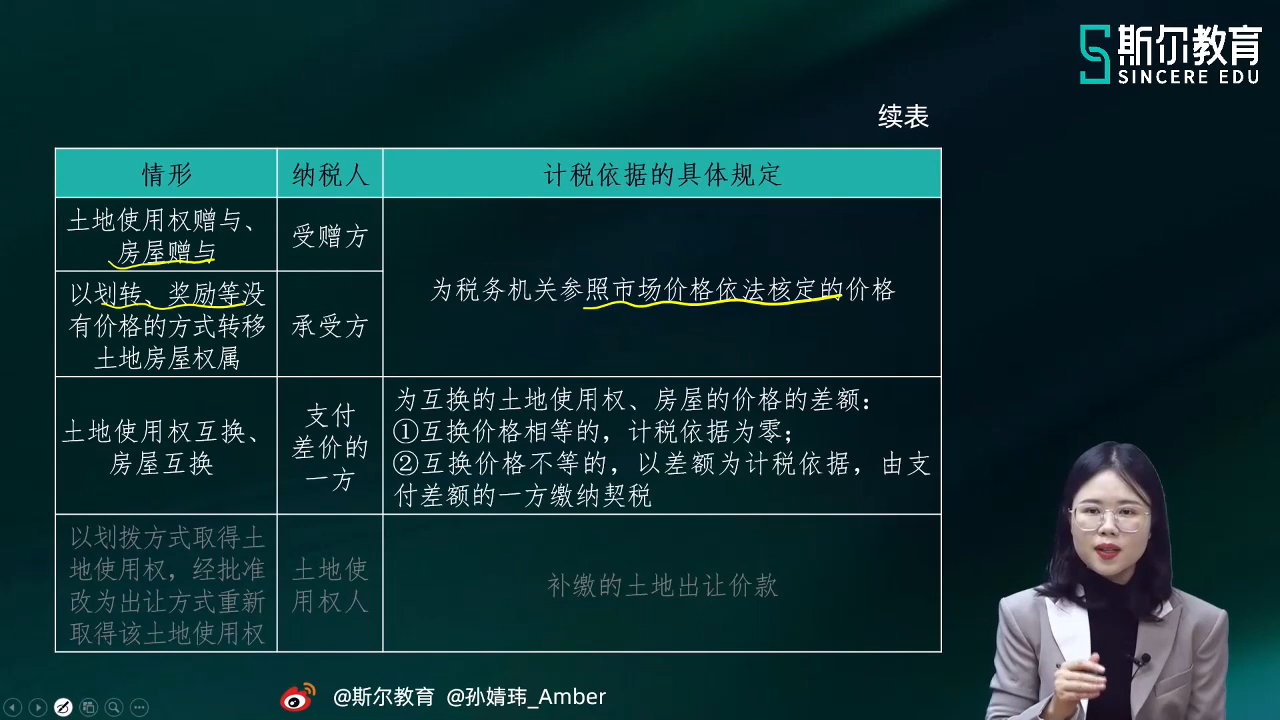 斯尔教育
SINCERE EDU
续表
情形
纳税人
计税依据的具体规定
土地使用权赠与、
房屋赠与
受赠方
为税务机关参照市场价格依法核定的价格
以划转、奖励等没
有价格的方式转移
土地房屋权属
承受方
土地使用权互换、
房屋互换
支付
差价的
一方
为互换的土地使用权、房屋的价格的差额：
①互换价格相等的，计税依据为零；
②互换价格不等的，以差额为计税依据，由支
付差额的一方缴纳契税
以划拨方式取得土
地使用权，经批准
改为出让方式重新
取得该土地使用权
土地使
用权人
补缴的土地出让价款
@斯尔教育 @孙婧玮_Amber